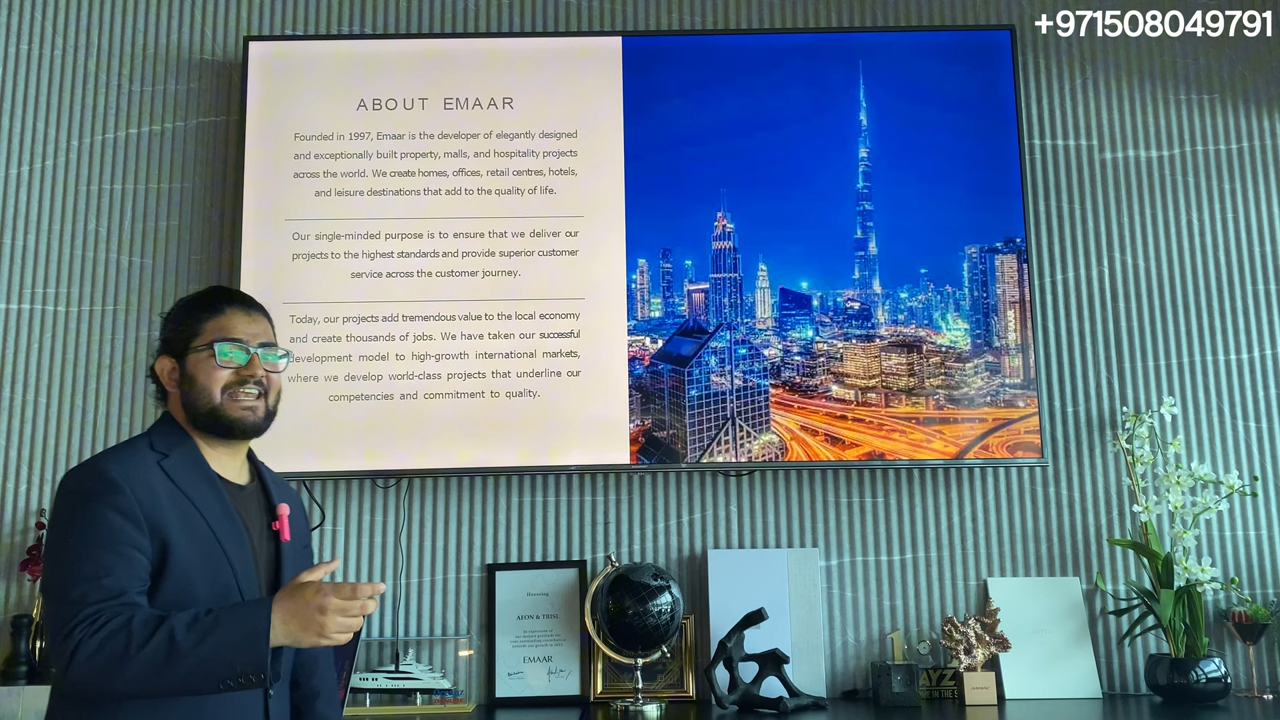 +971508049791
ABOUT EMAAR
Founded in 1997, Emaar is the developer of elegantly designed
and exceptionally built property, malls, and hospitality projects
across the world. We create homes, offices, retail centres, hotels,
and leisure destinations that add to the quality of life.
Our single-minded purpose is to ensure that we deliver our
projects to the highest standards and provide superior customer
service across the customer journey.
Today, our projects add tremendous value to the local economy
and create thousands of jobs. We have taken our successful
development model to high-growth international markets,
where we develop world-class projects that underline our
competencies and commitment to quality.
Honoring
AEON & TRISL
EMAAR